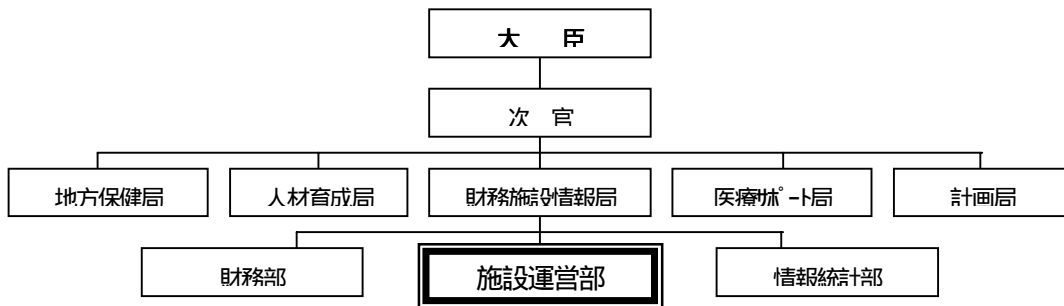 大 臣
次 官
地方保健局 人材育成局 財務施設情報局 医療ｻﾎﾟｰﾄ局 計画局
財務部 施設運営部 情報統計部